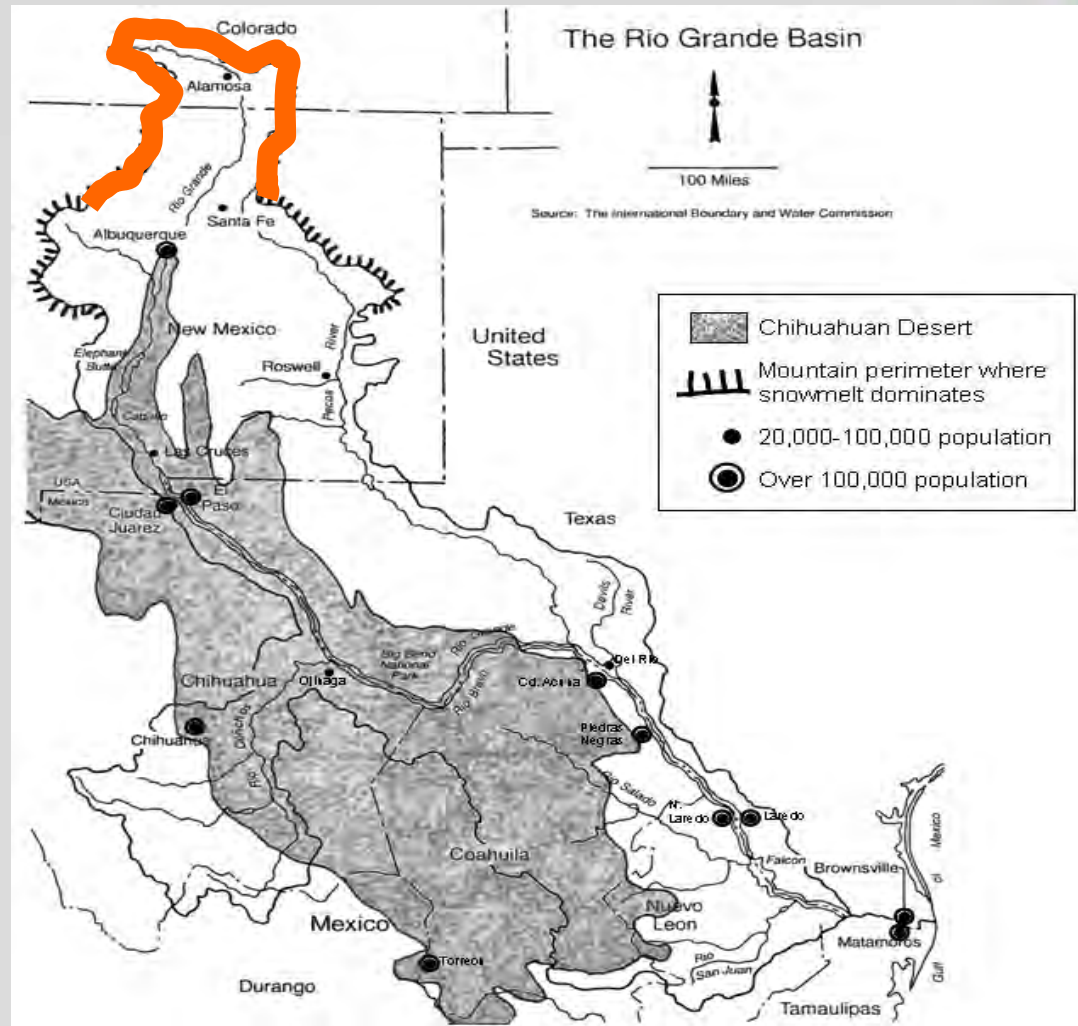 Colorado
The Rio Grande Basin
Alamosa
100 Miles
Rio Grande
Santa Fe
Source: The International Boundary and Water Commission
Albuquerque
New Mexico
United
States
Elephant
Butte
Roswell
River
Pecos
Caballo
Las Cruces
Chihuahuan Desert
Mountain perimeter where
snowmelt dominates
20,000-100,000 population
Over 100,000 population
USA
Mexico
El
Paso
Ciudad
Juarez
Texas
Devils
River
Rio Grande
Big Bend
National
Park
Del Rio
Chihuahua
Ojinaga
Rio Bravo
Cd. Acuna
Chihuahua
Rio
Conchos
Piedras
Negras
Rio Salado
N.
Laredo
Laredo
Coahuila
Falcon
Brownsville
Gulf of Mexico
Nuevo
Leon
Mexico
Matamoros
Torreon
Rio
San Juan
Durango
Tamaulipas